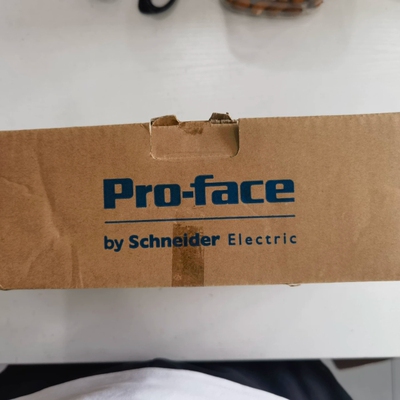 Pro-face
by Schneider Electric